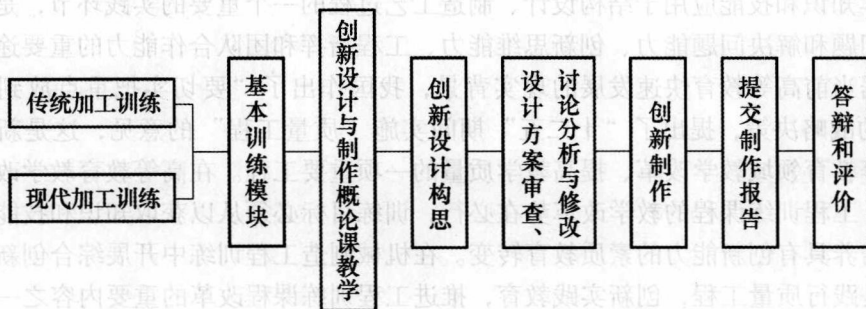 传统加工训练
现代加工训练
基本训练模块
创新设计与制作概论课教学
创新设计构思
讨论分析与修改
设计方案审查、
创新制作
提交制作报告
答辩和评价